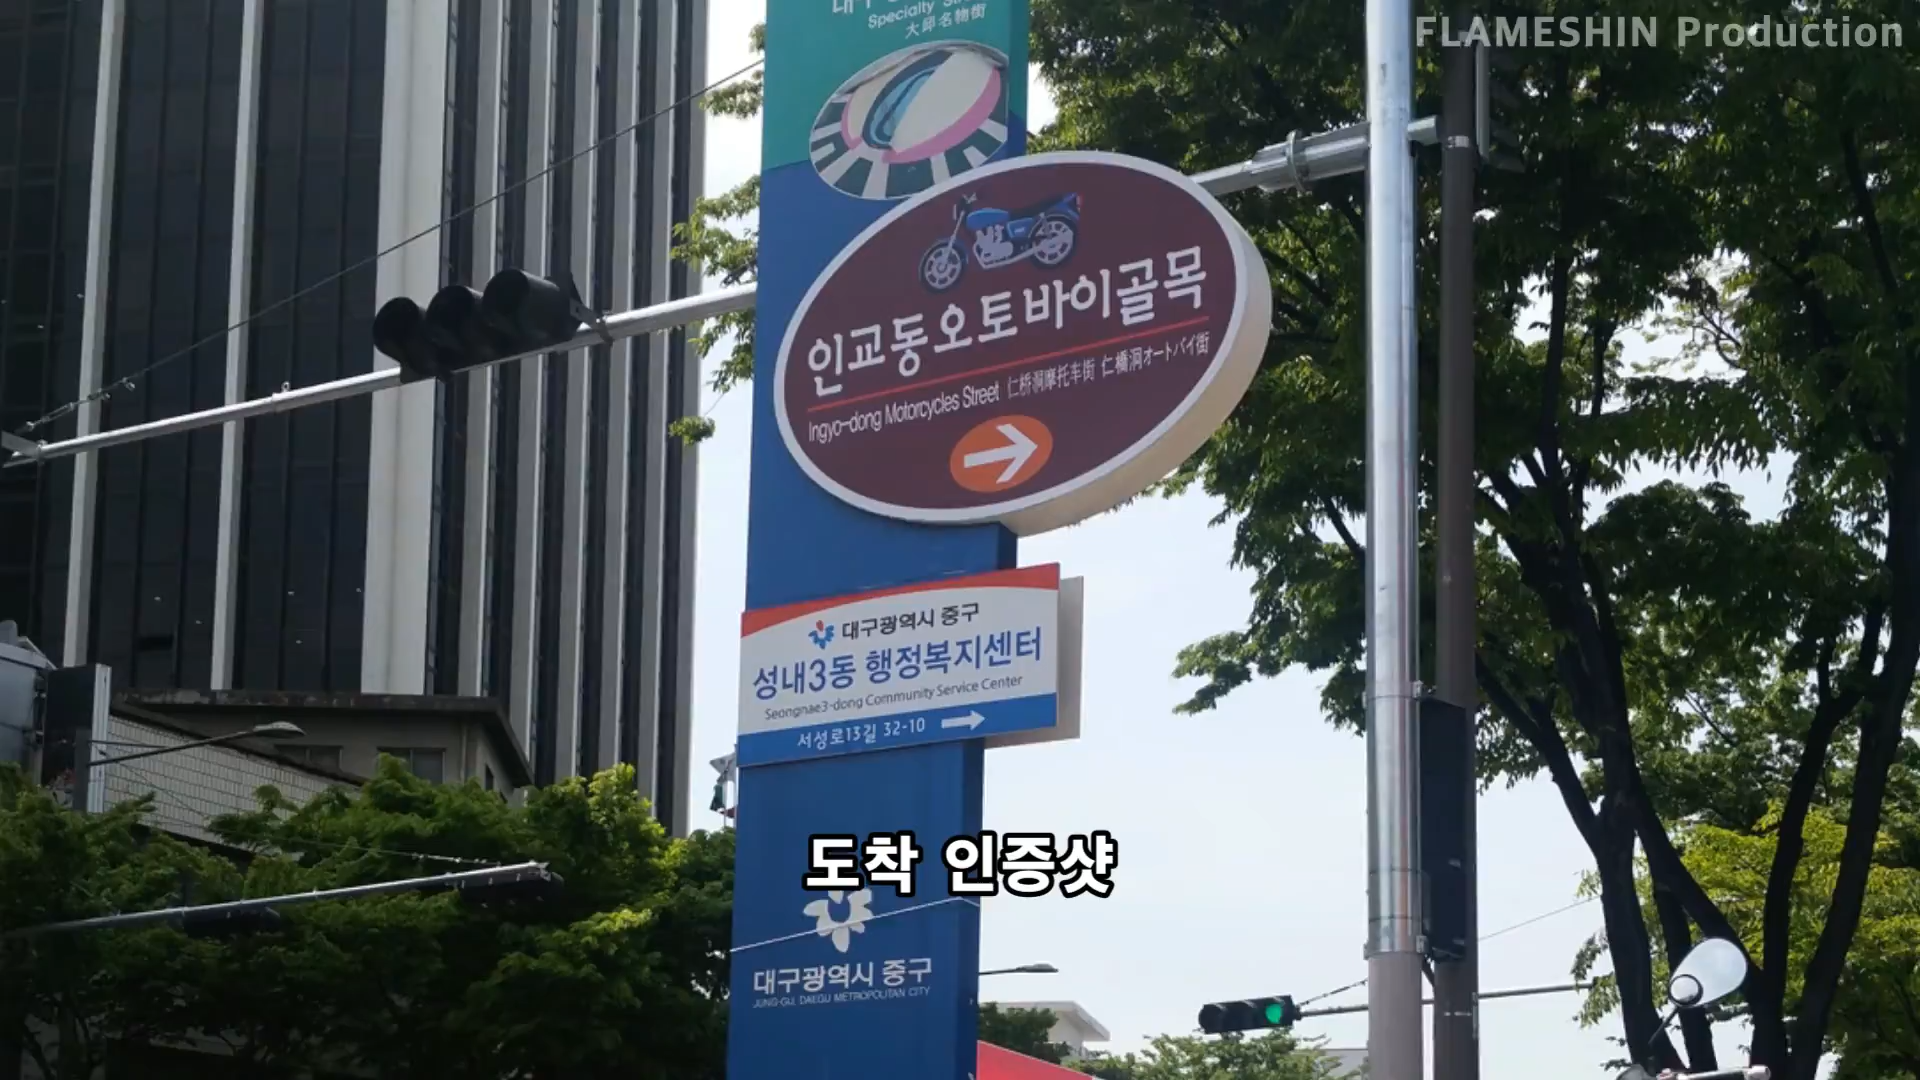 FLAMESHIN Production
Specialty
大師名物街
인교동오토바이골목
Ingyo-dong Motorcycles Street 仁桥洞摩托车街 仁橋洞オートバイ街
대구광역시 중구
성내3동 행정복지센터
Seongnae3-dong Community Service Center
서성로13길 32-10
도착 인증샷
대구광역시 중구
JUNG-GU, DAEGU METROPOLITAN CITY